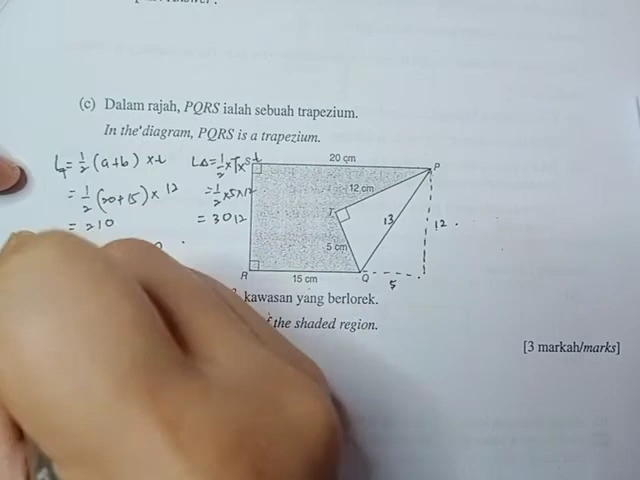 (c) Dalam rajah, PQRS ialah sebuah trapezium.
In the diagram, PQRS is a trapezium.
= ½ (a+b) × t
= ½ (20+15) × 12
= 210
L△ = ½ × T × t
= ½ × 5 × 12
= 30
S
20 cm
P
12 cm
T
13
12
5 cm
R
15 cm
Q
5
kawasan yang berlorek.
the shaded region.
[3 markah/marks]